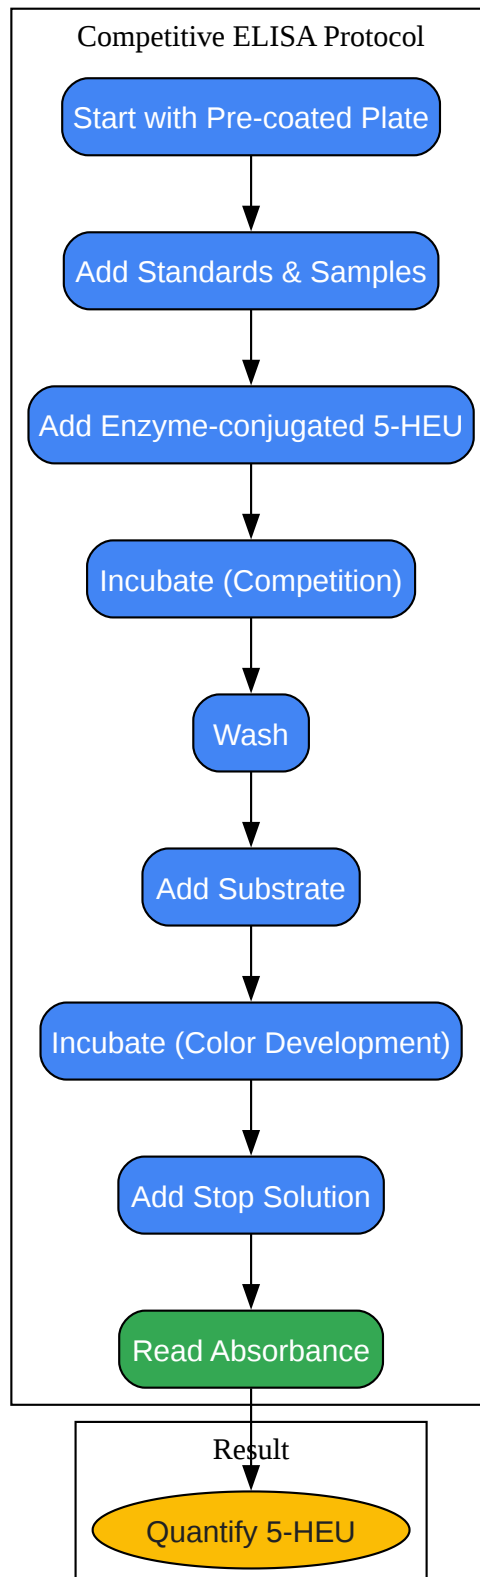 Competitive ELISA Protocol
Start with Pre-coated Plate
Add Standards & Samples
Add Enzyme-conjugated 5-HEU
Incubate (Competition)
Wash
Add Substrate
Incubate (Color Development)
Add Stop Solution
Read Absorbance
Result
Quantify 5-HEU